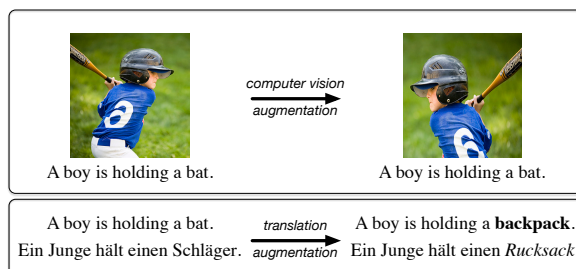 computer vision
augmentation
A boy is holding a bat.
A boy is holding a bat.
A boy is holding a bat.
translation
A boy is holding a backpack.
Ein Junge hält einen Schläger.
augmentation
Ein Junge hält einen Rucksack